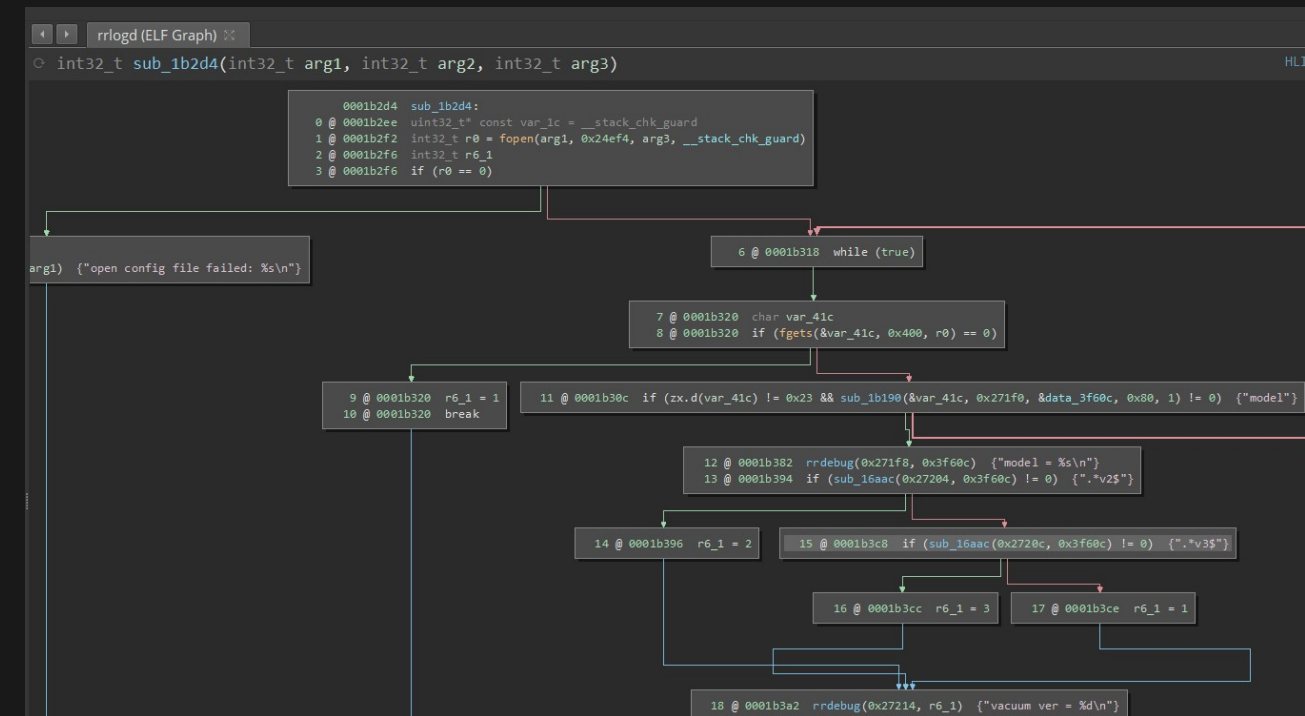 rrlogd (ELF Graph)
int32_t sub_1b2d4(int32_t arg1, int32_t arg2, int32_t arg3)
HLI
0001b2d4 sub_1b2d4:
0 @ 0001b2ee uint32_t* const var_1c = __stack_chk_guard
1 @ 0001b2f2 int32_t r0 = fopen(arg1, 0x24ef4, arg3, __stack_chk_guard)
2 @ 0001b2f6 int32_t r6_1
3 @ 0001b2f6 if (r0 == 0)
arg1) {"open config file failed: %s\n"}
6 @ 0001b318 while (true)
7 @ 0001b320 char var_41c
8 @ 0001b320 if (fgets(&var_41c, 0x400, r0) == 0)
9 @ 0001b320 r6_1 = 1
10 @ 0001b320 break
11 @ 0001b30c if (zx.d(var_41c) != 0x23 && sub_1b190(&var_41c, 0x271f0, &data_3f60c, 0x80, 1) != 0) {"model"}
12 @ 0001b382 rrdebug(0x271f8, 0x3f60c) {"model = %s\n"}
13 @ 0001b394 if (sub_16aac(0x27204, 0x3f60c) != 0) {".*v2$"}
14 @ 0001b396 r6_1 = 2
15 @ 0001b3c8 if (sub_16aac(0x2720c, 0x3f60c) != 0) {".*v3$"}
16 @ 0001b3cc r6_1 = 3
17 @ 0001b3ce r6_1 = 1
18 @ 0001b3a2 rrdebug(0x27214, r6_1) {"vacuum ver = %d\n"}